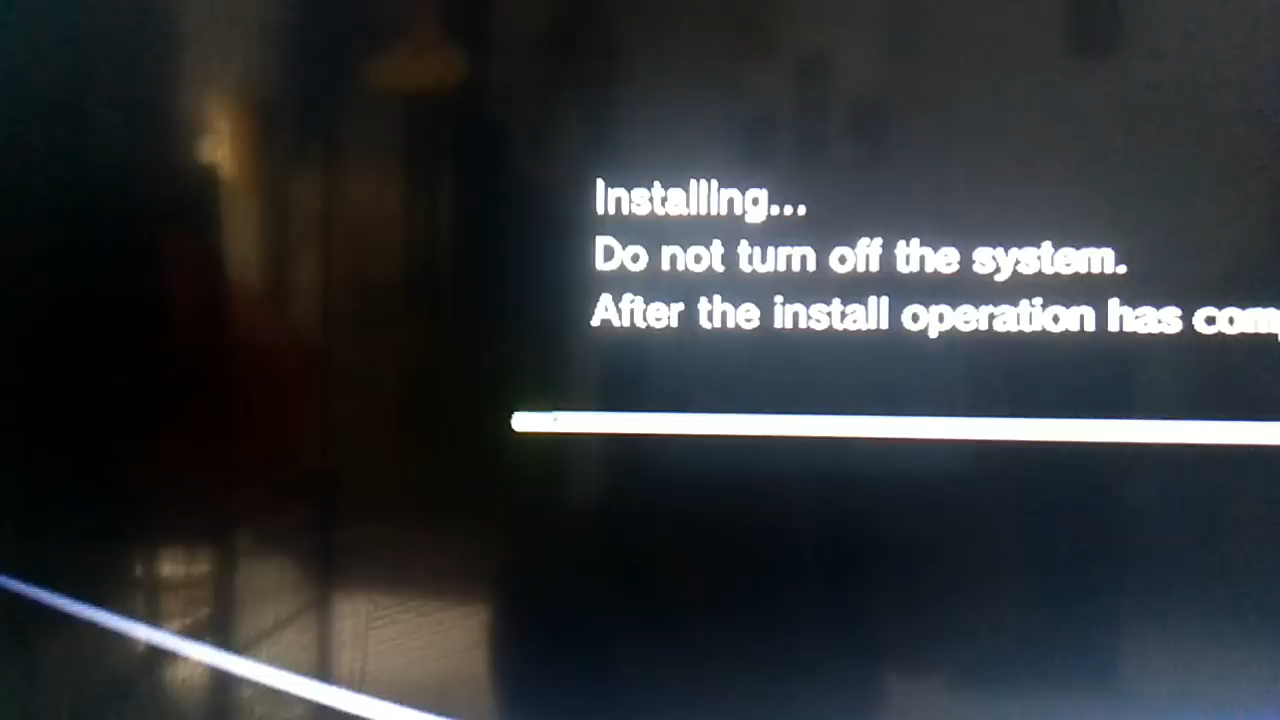 Installing...
Do not turn off the system.
After the install operation has